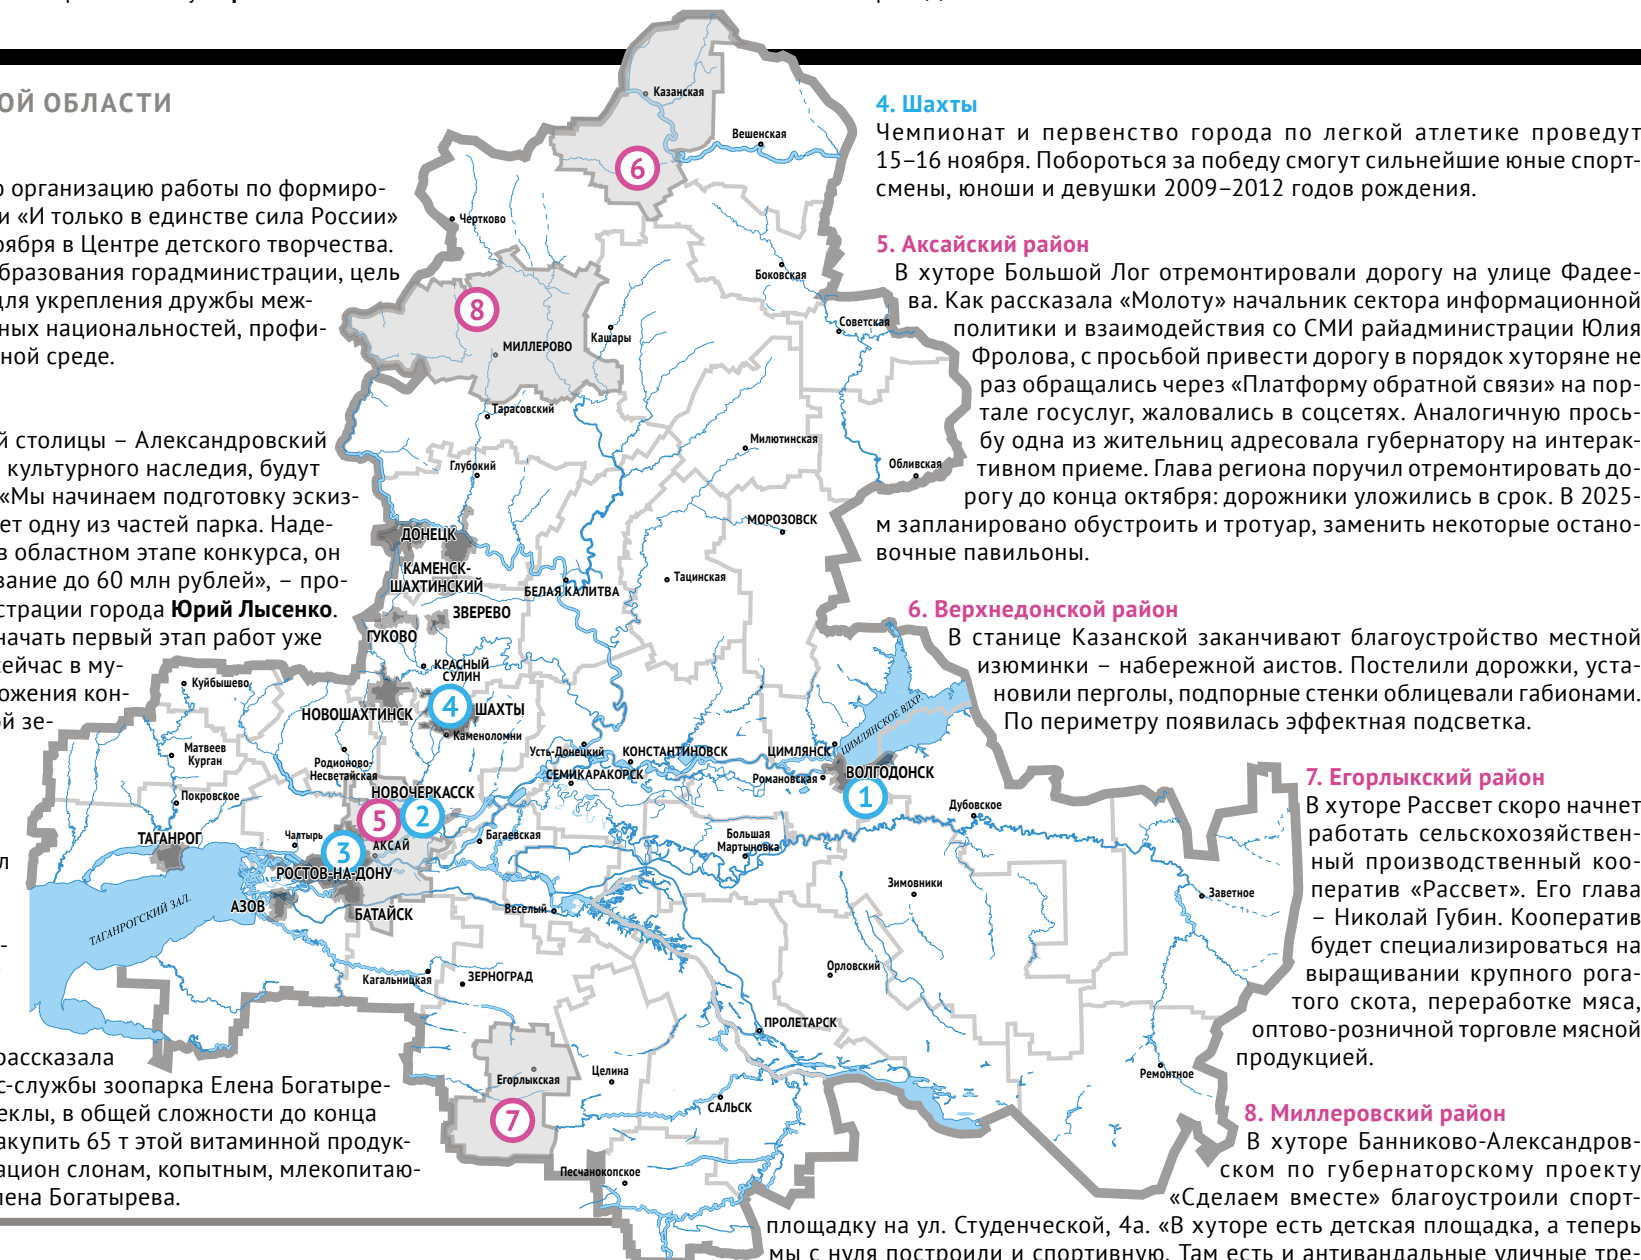 ОЙ ОБЛАСТИ
организацию работы по формиро-
и «И только в единстве сила России»
оября в Центре детского творчества.
бразования горадминистрации, цель
для укрепления дружбы меж-
ных национальностей, профи-
ной среде.
й столицы – Александровский
культурного наследия, будут
«Мы начинаем подготовку эскиз-
ет одну из частей парка. Наде-
в областном этапе конкурса, он
вание до 60 млн рублей», – про-
страции города Юрий Лысенко.
начать первый этап работ уже
сейчас в му-
ложения кон-
ой зе-
л
-
рассказала
с-службы зоопарка Елена Богатыре-
еклы, в общей сложности до конца
акупить 65 т этой витаминной продук-
ацион слонам, копытным, млекопитаю-
лена Богатырева.
Казанская
Вешенская
6
Чертково
Боковская
8
Советская
МИЛЛЕРОВО
Кашары
Тарасовский
Милютинская
Глубокий
Обливская
МОРОЗОВСК
ДОНЕЦК
КАМЕНСК-
ШАХТИНСКИЙ
БЕЛАЯ КАЛИТВА
Тацинская
ЗВЕРЕВО
ГУКОВО
КРАСНЫЙ
СУЛИН
Куйбышево
НОВОШАХТИНСК
4
ШАХТЫ
Каменоломни
ЦИМЛЯНСКОЕ ВДХР.
Матвеев
Курган
Родионово-
Несветайская
Усть-Донецкий
КОНСТАНТИНОВСК
ЦИМЛЯНСК
СЕМИКАРАКОРСК
Романовская
ВОЛГОДОНСК
1
Покровское
НОВОЧЕРКАССК
5
2
Дубовское
ТАГАНРОГ
Чалтырь
Багаевская
Большая
Мартыновка
3
АКСАЙ
РОСТОВ-НА-ДОНУ
Зимовники
Заветное
АЗОВ
БАТАЙСК
Веселый
ТАГАНРОГСКИЙ ЗАЛ.
Кагальницкая
ЗЕРНОГРАД
Орловский
ПРОЛЕТАРСК
Егорлыкская
Целина
Ремонтное
7
САЛЬСК
Песчанокопское
4. Шахты
Чемпионат и первенство города по легкой атлетике проведут
15–16 ноября. Побороться за победу смогут сильнейшие юные спорт-
смены, юноши и девушки 2009–2012 годов рождения.
5. Аксайский район
В хуторе Большой Лог отремонтировали дорогу на улице Фадее-
ва. Как рассказала «Молоту» начальник сектора информационной
политики и взаимодействия со СМИ райадминистрации Юлия
Фролова, с просьбой привести дорогу в порядок хуторяне не
раз обращались через «Платформу обратной связи» на пор-
тале госуслуг, жаловались в соцсетях. Аналогичную прось-
бу одна из жительниц адресовала губернатору на интерак-
тивном приеме. Глава региона поручил отремонтировать до-
рогу до конца октября: дорожники уложились в срок. В 2025-
м запланировано обустроить и тротуар, заменить некоторые остано-
вочные павильоны.
6. Верхнедонской район
В станице Казанской заканчивают благоустройство местной
изюминки – набережной аистов. Постелили дорожки, уста-
новили перголы, подпорные стенки облицевали габионами.
По периметру появилась эффектная подсветка.
7. Егорлыкский район
В хуторе Рассвет скоро начнет
работать сельскохозяйствен-
ный производственный коо-
ператив «Рассвет». Его глава
– Николай Губин. Кооператив
будет специализироваться на
выращивании крупного рога-
того скота, переработке мяса,
оптово-розничной торговле мясной
продукцией.
8. Миллеровский район
В хуторе Банниково-Александров-
ском по губернаторскому проекту
«Сделаем вместе» благоустроили спорт-
площадку на ул. Студенческой, 4а. «В хуторе есть детская площадка, а теперь
мы с нуля построили и спортивную. Там есть и антивандальные уличные тре-